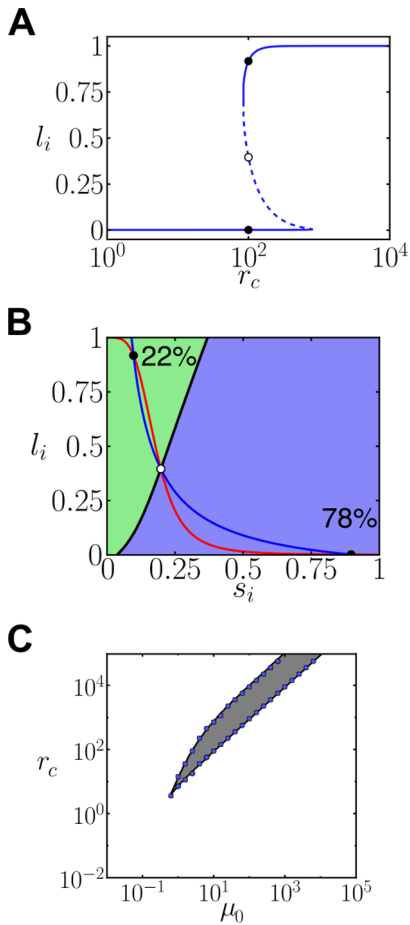 A
1
0.75
l_i 0.5
0.25
0
10^0 10^2 10^4
r_c
B
1
22%
0.75
l_i 0.5
0.25
78%
0
0 0.25 0.5 0.75 1
s_i
C
10^4
r_c 10^2
10^0
10^-2
10^-1 10^1 10^3 10^5
μ_0